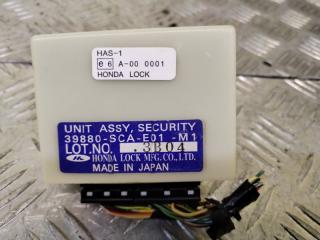 HAS-1
e6 A-00 0001
HONDA LOCK
UNIT ASSY, SECURITY
39880-SCA-E01 -M1
LOT.NO. .3B04
HL HONDA LOCK MFG.CO.,LTD.
MADE IN JAPAN